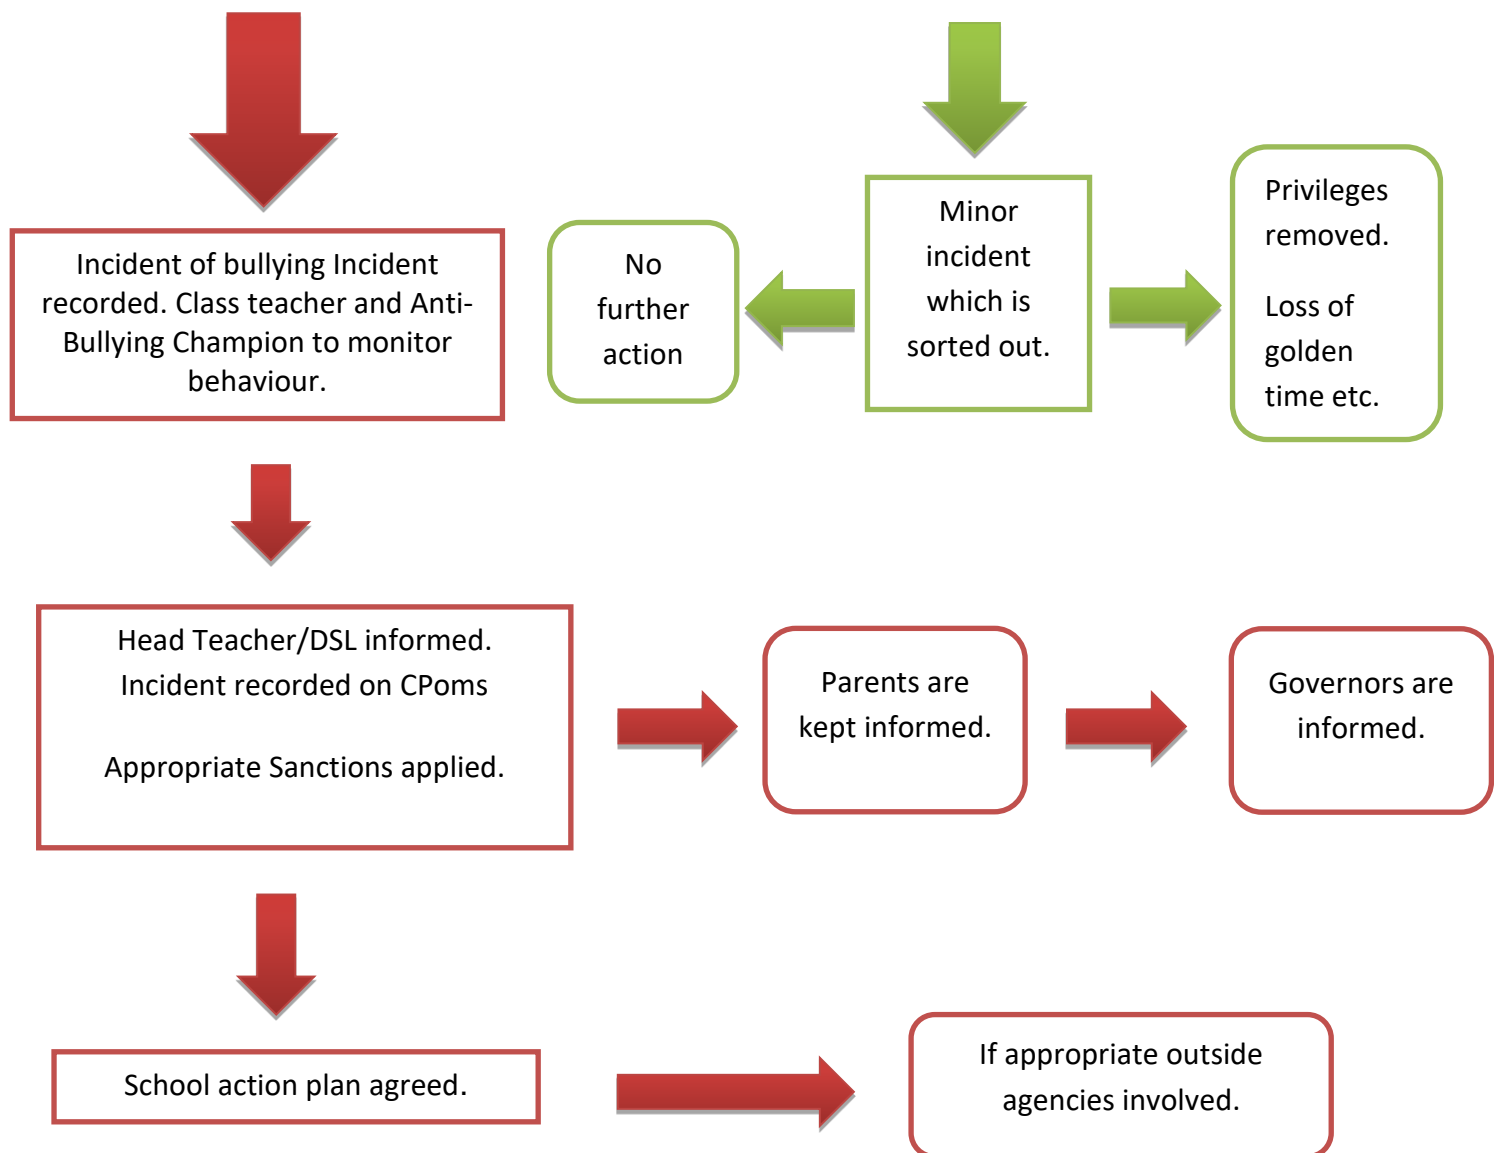 Incident of bullying Incident
recorded. Class teacher and Anti-
Bullying Champion to monitor
behaviour.
No
further
action
Minor
incident
which is
sorted out.
Privileges
removed.
Loss of
golden
time etc.
Head Teacher/DSL informed.
Incident recorded on CPoms
Appropriate Sanctions applied.
Parents are
kept informed.
Governors are
informed.
School action plan agreed.
If appropriate outside
agencies involved.